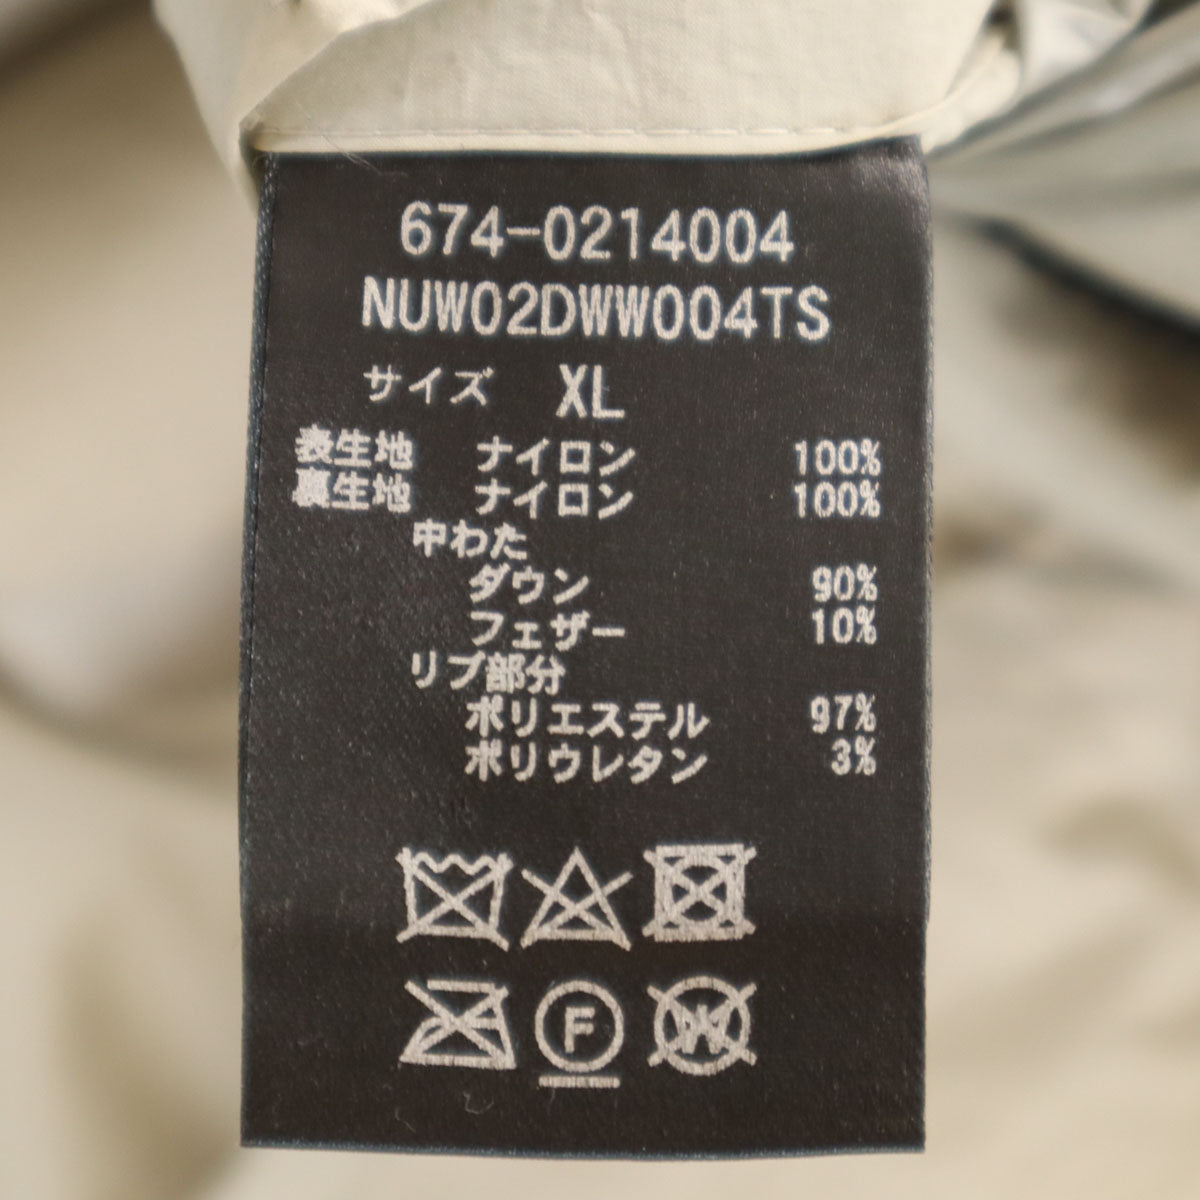 674-0214004
NUW02DWW004TS
サイズ XL
表生地 ナイロン 100%
裏生地 ナイロン 100%
中わた
ダウン 90%
フェザー 10%
リブ部分
ポリエステル 97%
ポリウレタン 3%
F W